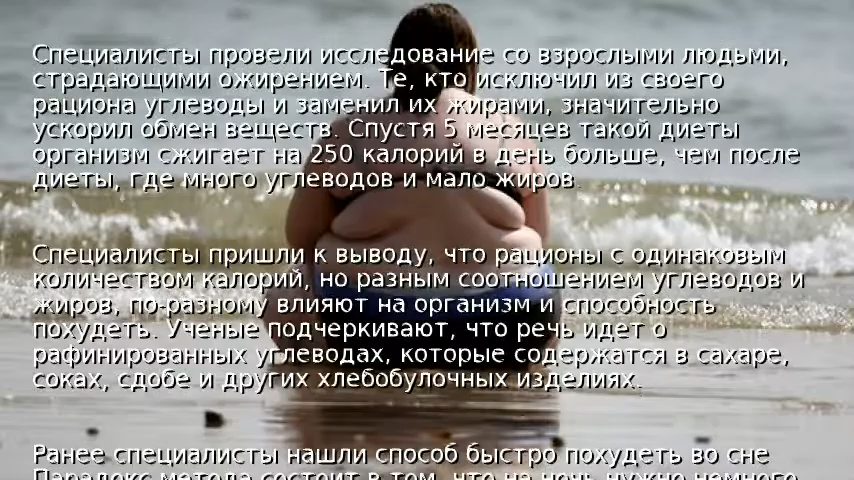 Специалисты провели исследование со взрослыми людьми,
страдающими ожирением. Те, кто исключил из своего
рациона углеводы и заменил их жирами, значительно
ускорил обмен веществ. Спустя 5 месяцев такой диеты
организм сжигает на 250 калорий в день больше, чем после
диеты, где много углеводов и мало жиров.
Специалисты пришли к выводу, что рационы с одинаковым
количеством калорий, но разным соотношением углеводов и
жиров, по-разному влияют на организм и способность
похудеть. Ученые подчеркивают, что речь идет о
рафинированных углеводах, которые содержатся в сахаре,
соках, сдобе и других хлебобулочных изделиях.
Ранее специалисты нашли способ быстро похудеть во сне
Парадокс метода состоит в том, что на ночь нужно немного